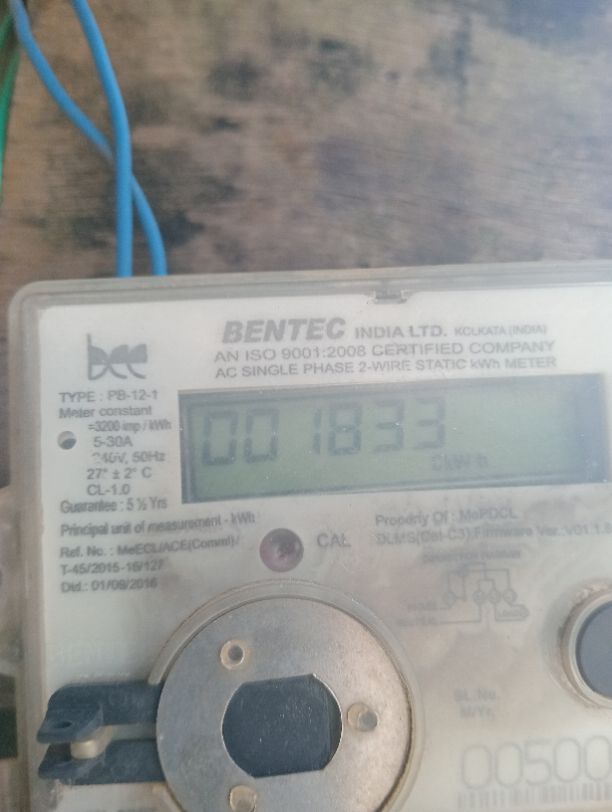 bee
BENTEC INDIA LTD. KOLKATA (INDIA)
AN ISO 9001:2008 CERTIFIED COMPANY
AC SINGLE PHASE 2-WIRE STATIC kWh METER
TYPE : PB-12-1
Meter constant
=3200 imp / kWh
5-30A
240V, 50Hz
27° ± 2° C
CL-1.0
Guarantee : 5 ½ Yrs
001833
kWh
Principal unit of measurement - kWh
Ref. No. : MeECL/ACE(Comml)/
T-45/2015-16/127
Dtd.: 01/09/2016
CAL
Property Of : MePDCL
DLMS(Cat-C3) Firmware Ver.:V01.1
SL.No.
M/Yr.
00500